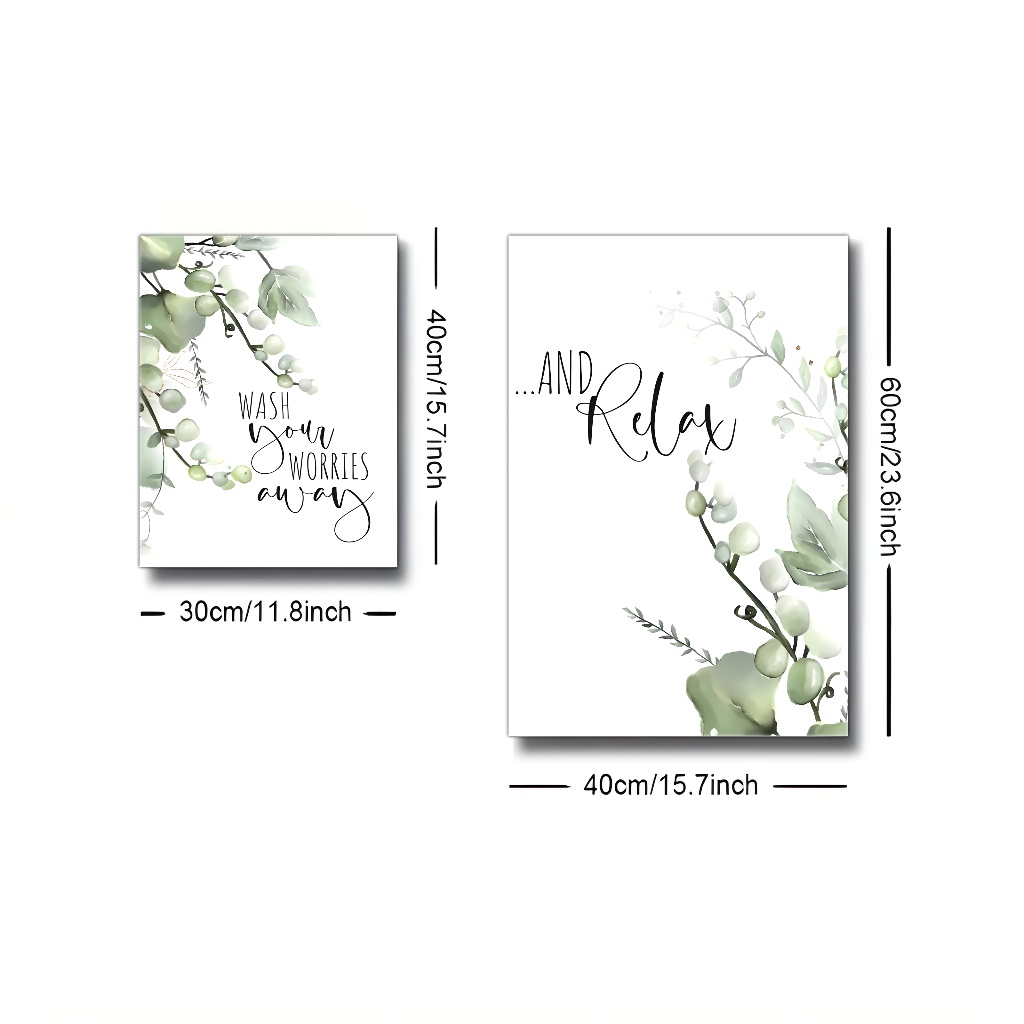 WASH
your
WORRIES
away
40cm/15.7inch
30cm/11.8inch
...AND
Relax
60cm/23.6inch
40cm/15.7inch